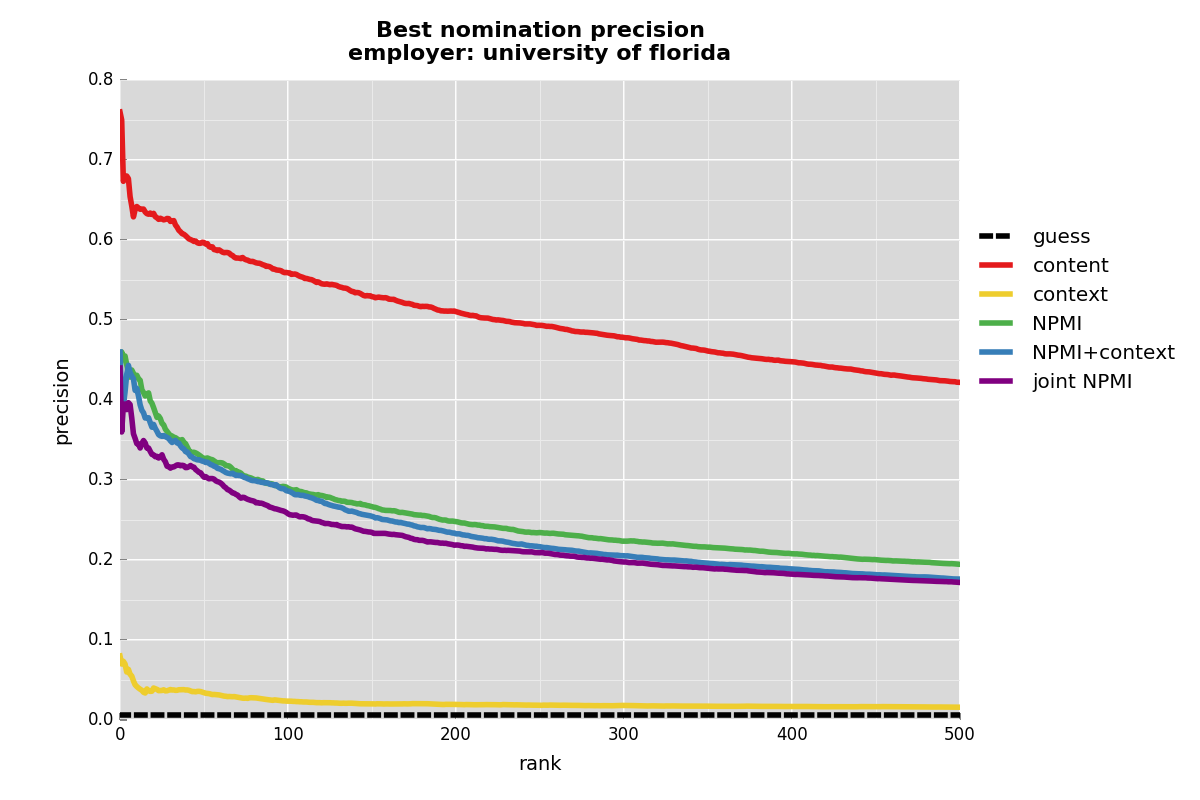 Best nomination precision
employer: university of florida
0.8
0.7
0.6
0.5
0.4
0.3
0.2
0.1
0.0
precision
0 100 200 300 400 500
rank
guess
content
context
NPMI
NPMI+context
joint NPMI